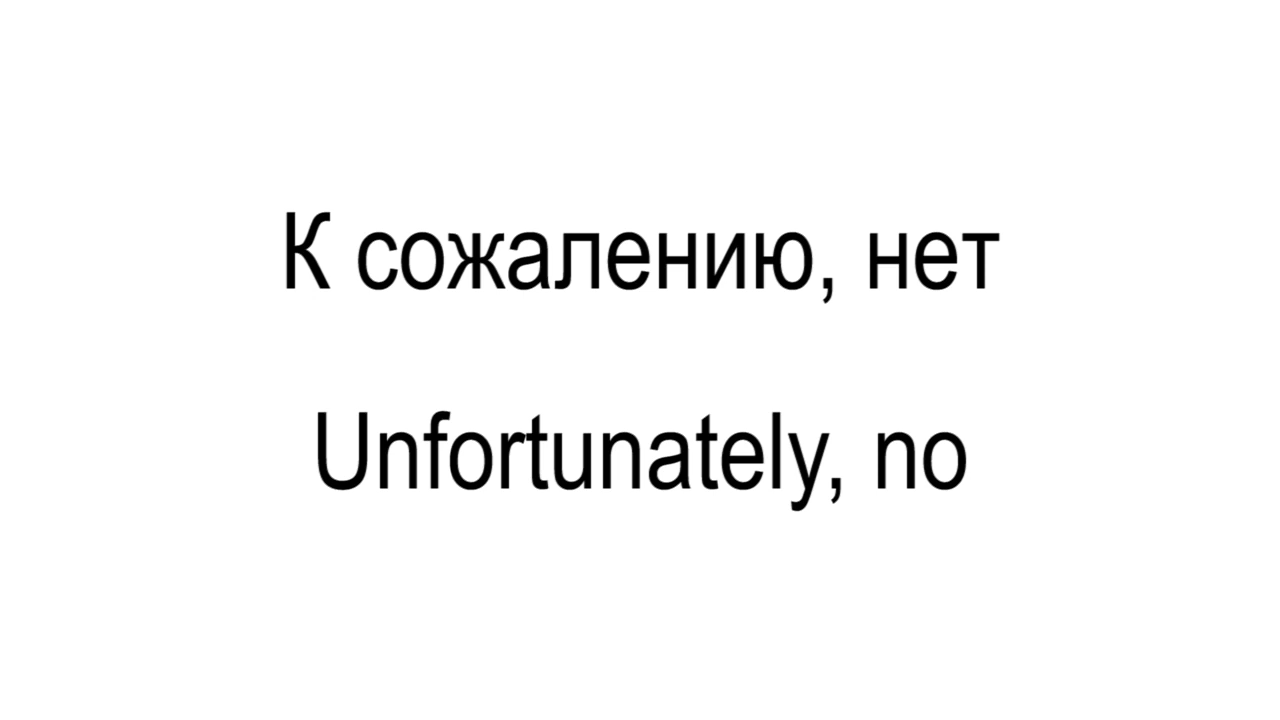 К сожалению, нет
Unfortunately, no